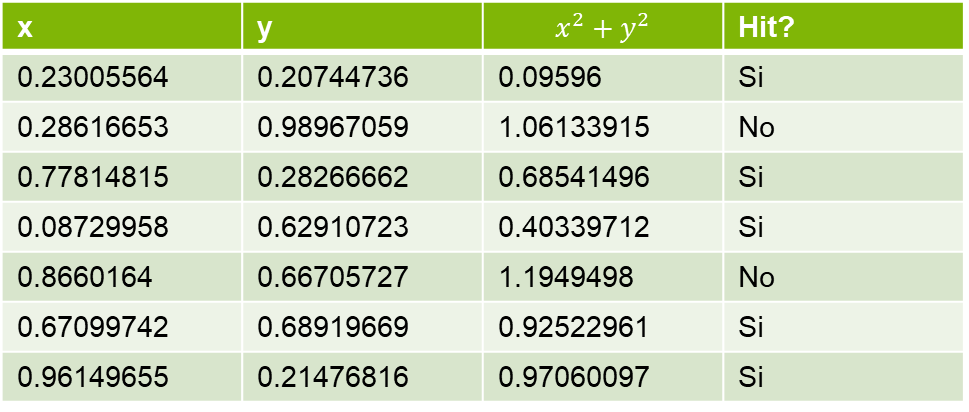 x y x² + y² Hit?
0.23005564 0.20744736 0.09596 Si
0.28616653 0.98967059 1.06133915 No
0.77814815 0.28266662 0.68541496 Si
0.08729958 0.62910723 0.40339712 Si
0.8660164 0.66705727 1.1949498 No
0.67099742 0.68919669 0.92522961 Si
0.96149655 0.21476816 0.97060097 Si